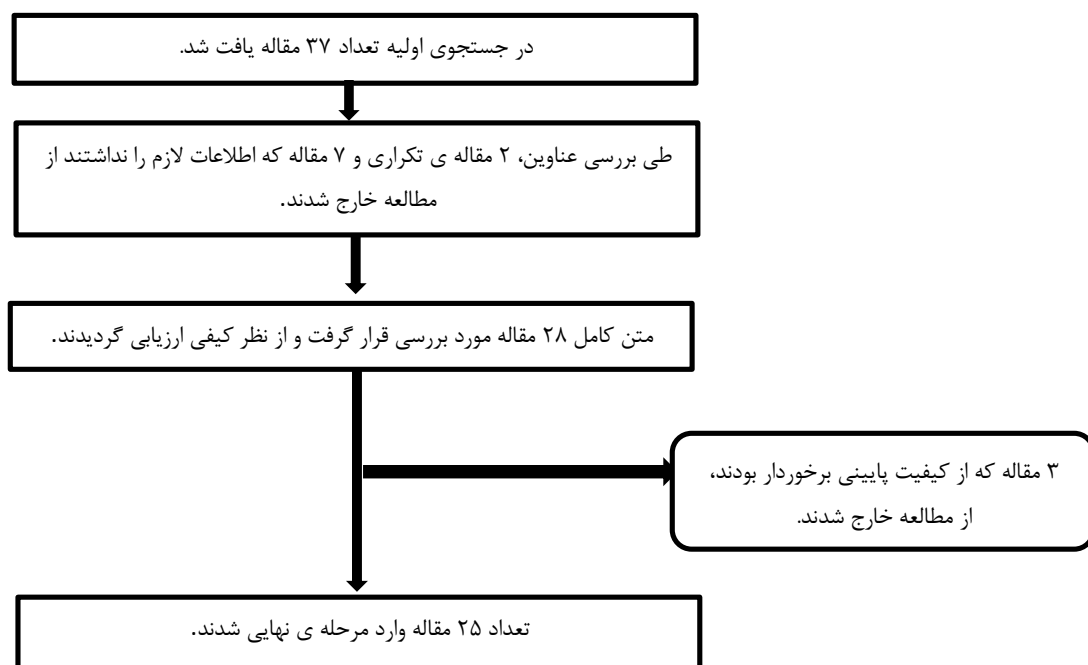 در جستجوی اولیه تعداد ۳۷ مقاله یافت شد.
طی بررسی عناوین، ۲ مقاله ی تکراری و ۷ مقاله که اطلاعات لازم را نداشتند از
مطالعه خارج شدند.
متن کامل ۲۸ مقاله مورد بررسی قرار گرفت و از نظر کیفی ارزیابی گردیدند.
۳ مقاله که از کیفیت پایینی برخوردار بودند،
از مطالعه خارج شدند.
تعداد ۲۵ مقاله وارد مرحله ی نهایی شدند.